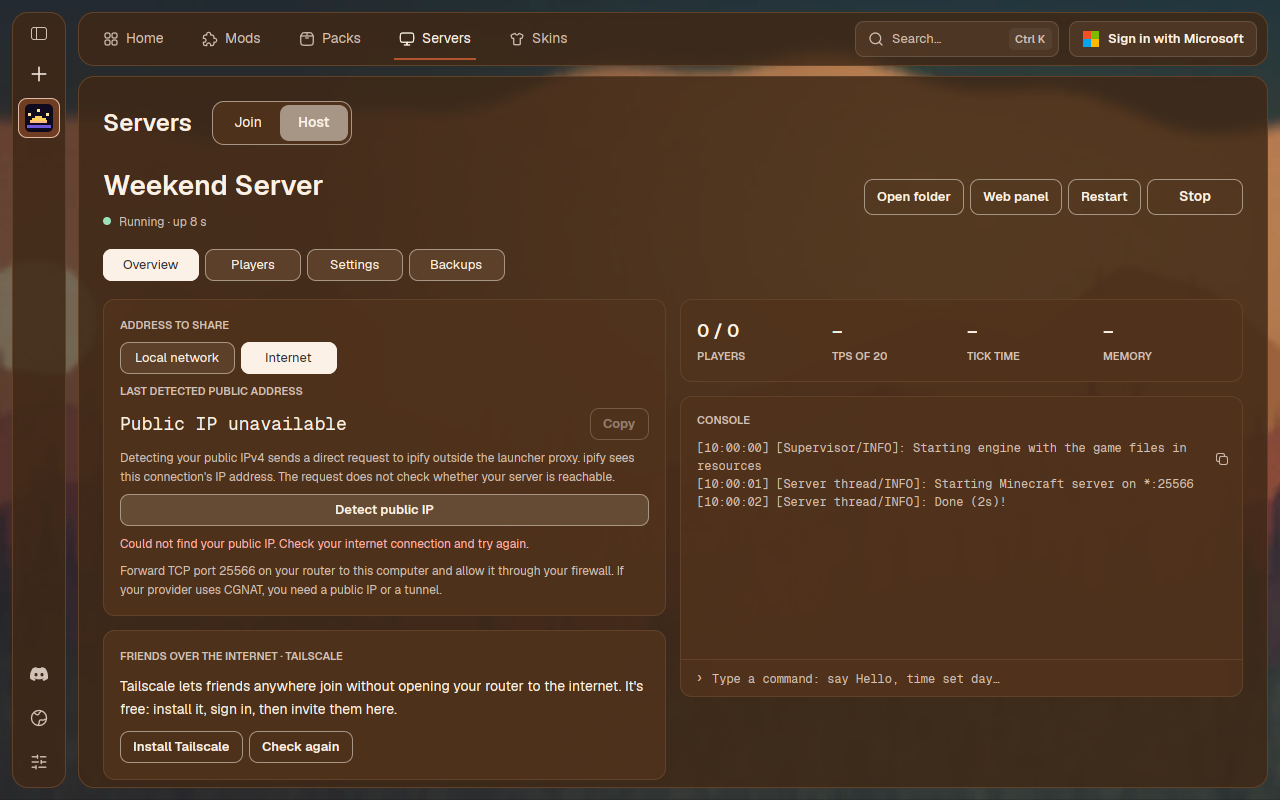 Home
Mods
Packs
Servers
Skins
Search...
Ctrl K
Sign in with Microsoft
Servers
Join
Host
Weekend Server
Running · up 8 s
Open folder
Web panel
Restart
Stop
Overview
Players
Settings
Backups
ADDRESS TO SHARE
Local network
Internet
LAST DETECTED PUBLIC ADDRESS
Public IP unavailable
Copy
Detecting your public IPv4 sends a direct request to ipify outside the launcher proxy. ipify sees
this connection's IP address. The request does not check whether your server is reachable.
Detect public IP
Could not find your public IP. Check your internet connection and try again.
Forward TCP port 25566 on your router to this computer and allow it through your firewall. If
your provider uses CGNAT, you need a public IP or a tunnel.
FRIENDS OVER THE INTERNET · TAILSCALE
Tailscale lets friends anywhere join without opening your router to the internet. It's
free: install it, sign in, then invite them here.
Install Tailscale
Check again
0 / 0
PLAYERS
–
TPS OF 20
–
TICK TIME
–
MEMORY
CONSOLE
[10:00:00] [Supervisor/INFO]: Starting engine with the game files in
resources
[10:00:01] [Server thread/INFO]: Starting Minecraft server on *:25566
[10:00:02] [Server thread/INFO]: Done (2s)!
› Type a command: say Hello, time set day…